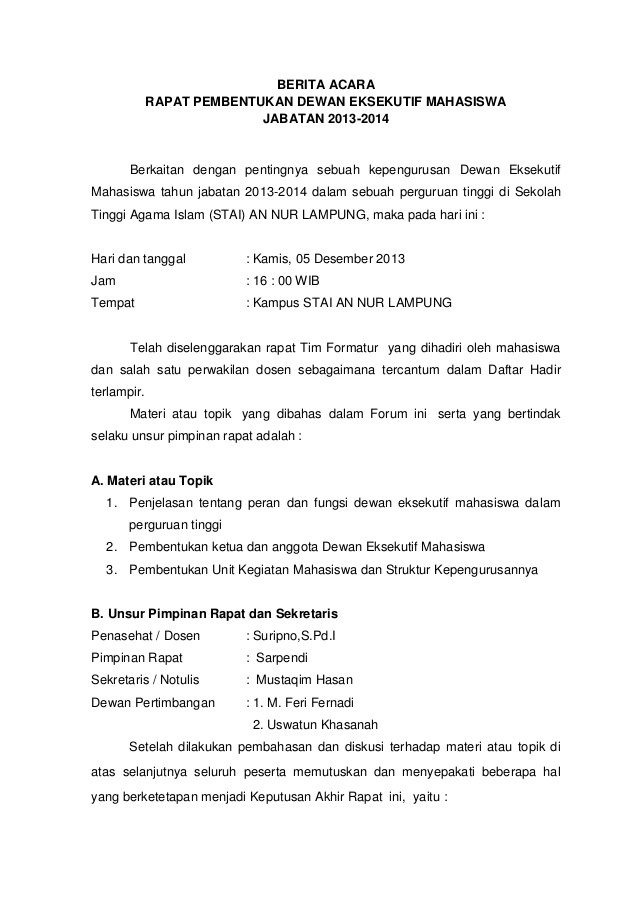 BERITA ACARA
RAPAT PEMBENTUKAN DEWAN EKSEKUTIF MAHASISWA
JABATAN 2013-2014
Berkaitan dengan pentingnya sebuah kepengurusan Dewan Eksekutif
Mahasiswa tahun jabatan 2013-2014 dalam sebuah perguruan tinggi di Sekolah
Tinggi Agama Islam (STAI) AN NUR LAMPUNG, maka pada hari ini :
Hari dan tanggal : Kamis, 05 Desember 2013
Jam : 16 : 00 WIB
Tempat : Kampus STAI AN NUR LAMPUNG
Telah diselenggarakan rapat Tim Formatur yang dihadiri oleh mahasiswa
dan salah satu perwakilan dosen sebagaimana tercantum dalam Daftar Hadir
terlampir.
Materi atau topik yang dibahas dalam Forum ini serta yang bertindak
selaku unsur pimpinan rapat adalah :
A. Materi atau Topik
1. Penjelasan tentang peran dan fungsi dewan eksekutif mahasiswa dalam
perguruan tinggi
2. Pembentukan ketua dan anggota Dewan Eksekutif Mahasiswa
3. Pembentukan Unit Kegiatan Mahasiswa dan Struktur Kepengurusannya
B. Unsur Pimpinan Rapat dan Sekretaris
Penasehat / Dosen : Suripno,S.Pd.I
Pimpinan Rapat : Sarpendi
Sekretaris / Notulis : Mustaqim Hasan
Dewan Pertimbangan : 1. M. Feri Fernadi
2. Uswatun Khasanah
Setelah dilakukan pembahasan dan diskusi terhadap materi atau topik di
atas selanjutnya seluruh peserta memutuskan dan menyepakati beberapa hal
yang berketetapan menjadi Keputusan Akhir Rapat ini, yaitu :